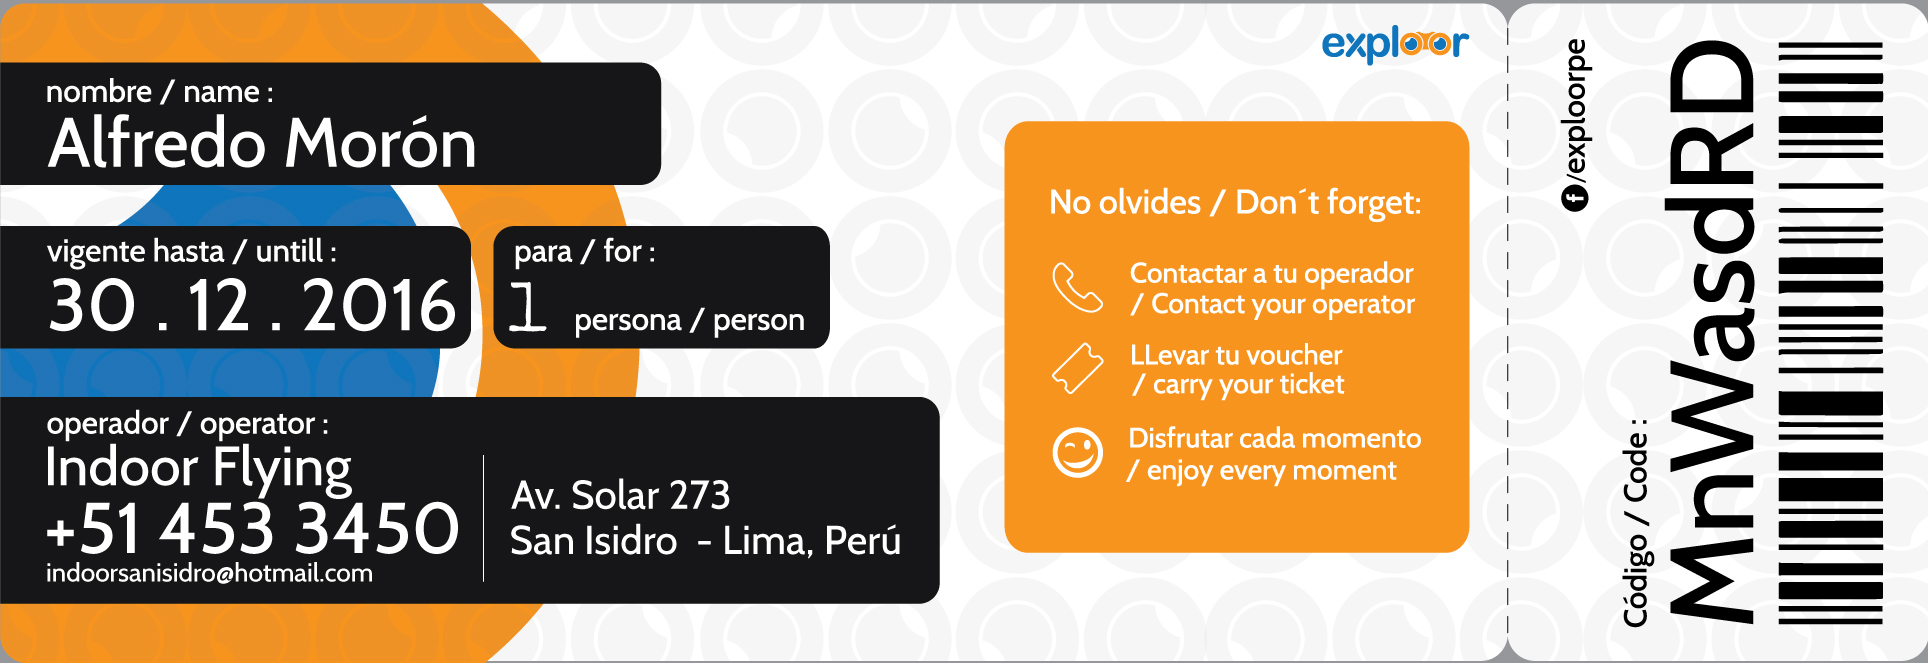 nombre / name :
Alfredo Morón
vigente hasta / untill :
30 . 12 . 2016
para / for :
1 persona / person
operador / operator :
Indoor Flying
+51 453 3450
indoorsanisidro@hotmail.com
Av. Solar 273
San Isidro - Lima, Perú
exploor
No olvides / Don´t forget:
Contactar a tu operador
/ Contact your operator
LLevar tu voucher
/ carry your ticket
Disfrutar cada momento
/ enjoy every moment
f/exploorpe
Código / Code :
MnWasdRD